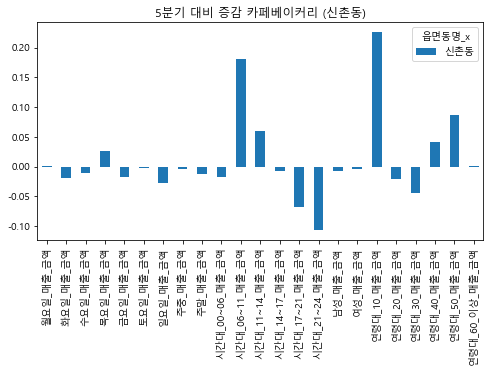 5분기 대비 증감 카페베이커리 (신촌동)
읍면동명_x
신촌동
0.20
0.15
0.10
0.05
0.00
-0.05
-0.10
월요일_매출_금액
화요일_매출_금액
수요일_매출_금액
목요일_매출_금액
금요일_매출_금액
토요일_매출_금액
일요일_매출_금액
주중_매출_금액
주말_매출_금액
시간대_00~06_매출_금액
시간대_06~11_매출_금액
시간대_11~14_매출_금액
시간대_14~17_매출_금액
시간대_17~21_매출_금액
시간대_21~24_매출_금액
남성_매출_금액
여성_매출_금액
연령대_10_매출_금액
연령대_20_매출_금액
연령대_30_매출_금액
연령대_40_매출_금액
연령대_50_매출_금액
연령대_60_이상_매출_금액